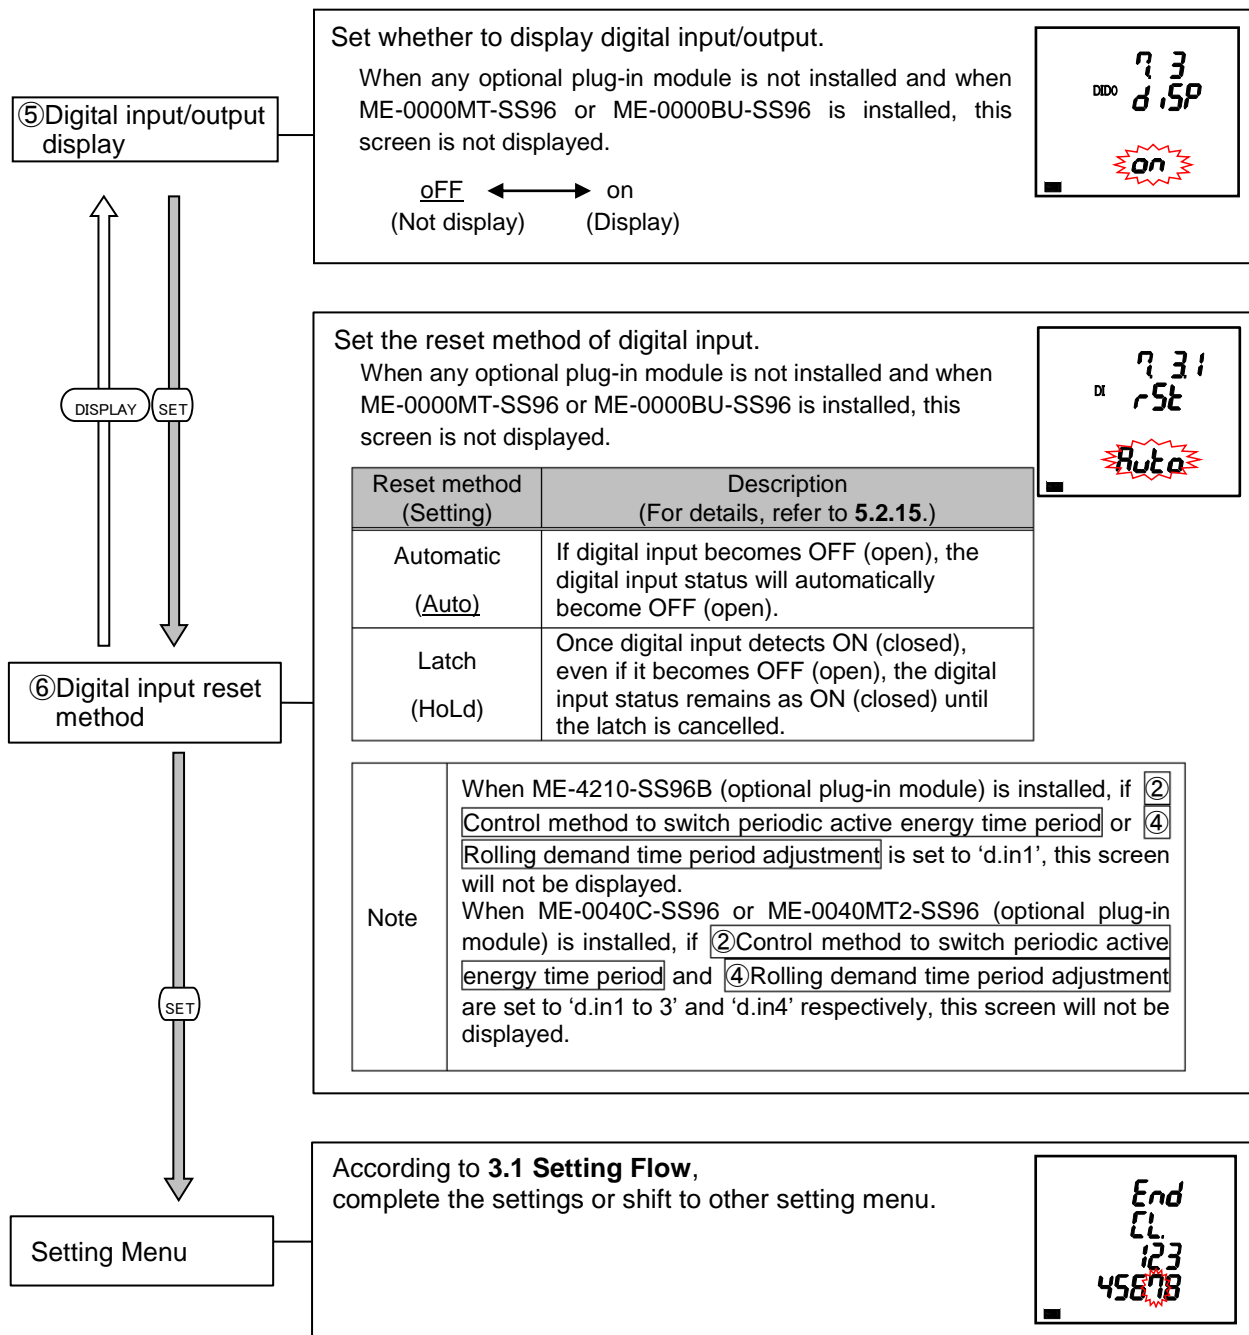 ⑤Digital input/output
display
Set whether to display digital input/output.
When any optional plug-in module is not installed and when
ME-0000MT-SS96 or ME-0000BU-SS96 is installed, this
screen is not displayed.
oFF on
(Not display) (Display)
7. 3
DIDO diSP
on
DISPLAY
SET
⑥Digital input reset
method
Set the reset method of digital input.
When any optional plug-in module is not installed and when
ME-0000MT-SS96 or ME-0000BU-SS96 is installed, this
screen is not displayed.
7. 3.1
DI rSt
Auto
Reset method
(Setting)
Description
(For details, refer to 5.2.15.)
Automatic
(Auto)
If digital input becomes OFF (open), the
digital input status will automatically
become OFF (open).
Latch
(HoLd)
Once digital input detects ON (closed),
even if it becomes OFF (open), the digital
input status remains as ON (closed) until
the latch is cancelled.
Note
When ME-4210-SS96B (optional plug-in module) is installed, if ②
Control method to switch periodic active energy time period or ④
Rolling demand time period adjustment is set to ‘d.in1’, this screen
will not be displayed.
When ME-0040C-SS96 or ME-0040MT2-SS96 (optional plug-in
module) is installed, if ②Control method to switch periodic active
energy time period and ④Rolling demand time period adjustment
are set to ‘d.in1 to 3’ and ‘d.in4’ respectively, this screen will not be
displayed.
SET
Setting Menu
According to 3.1 Setting Flow,
complete the settings or shift to other setting menu.
End
CL.
123
45678